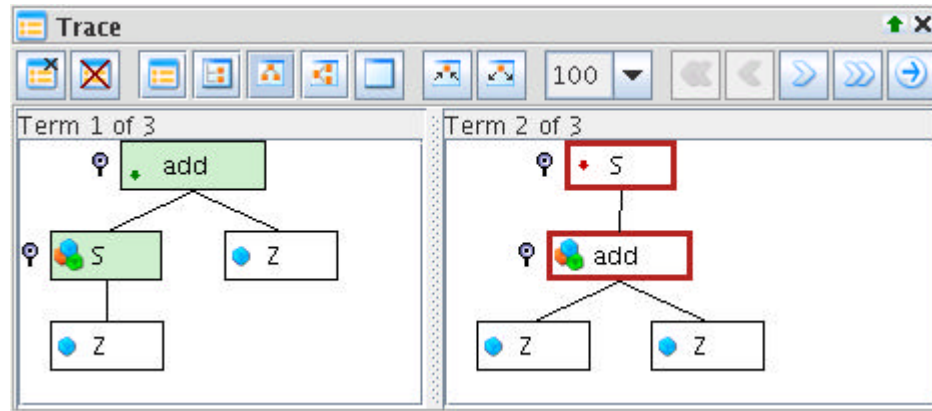 Trace
100
Term 1 of 3
Term 2 of 3
add
S
S
Z
add
Z
Z
Z